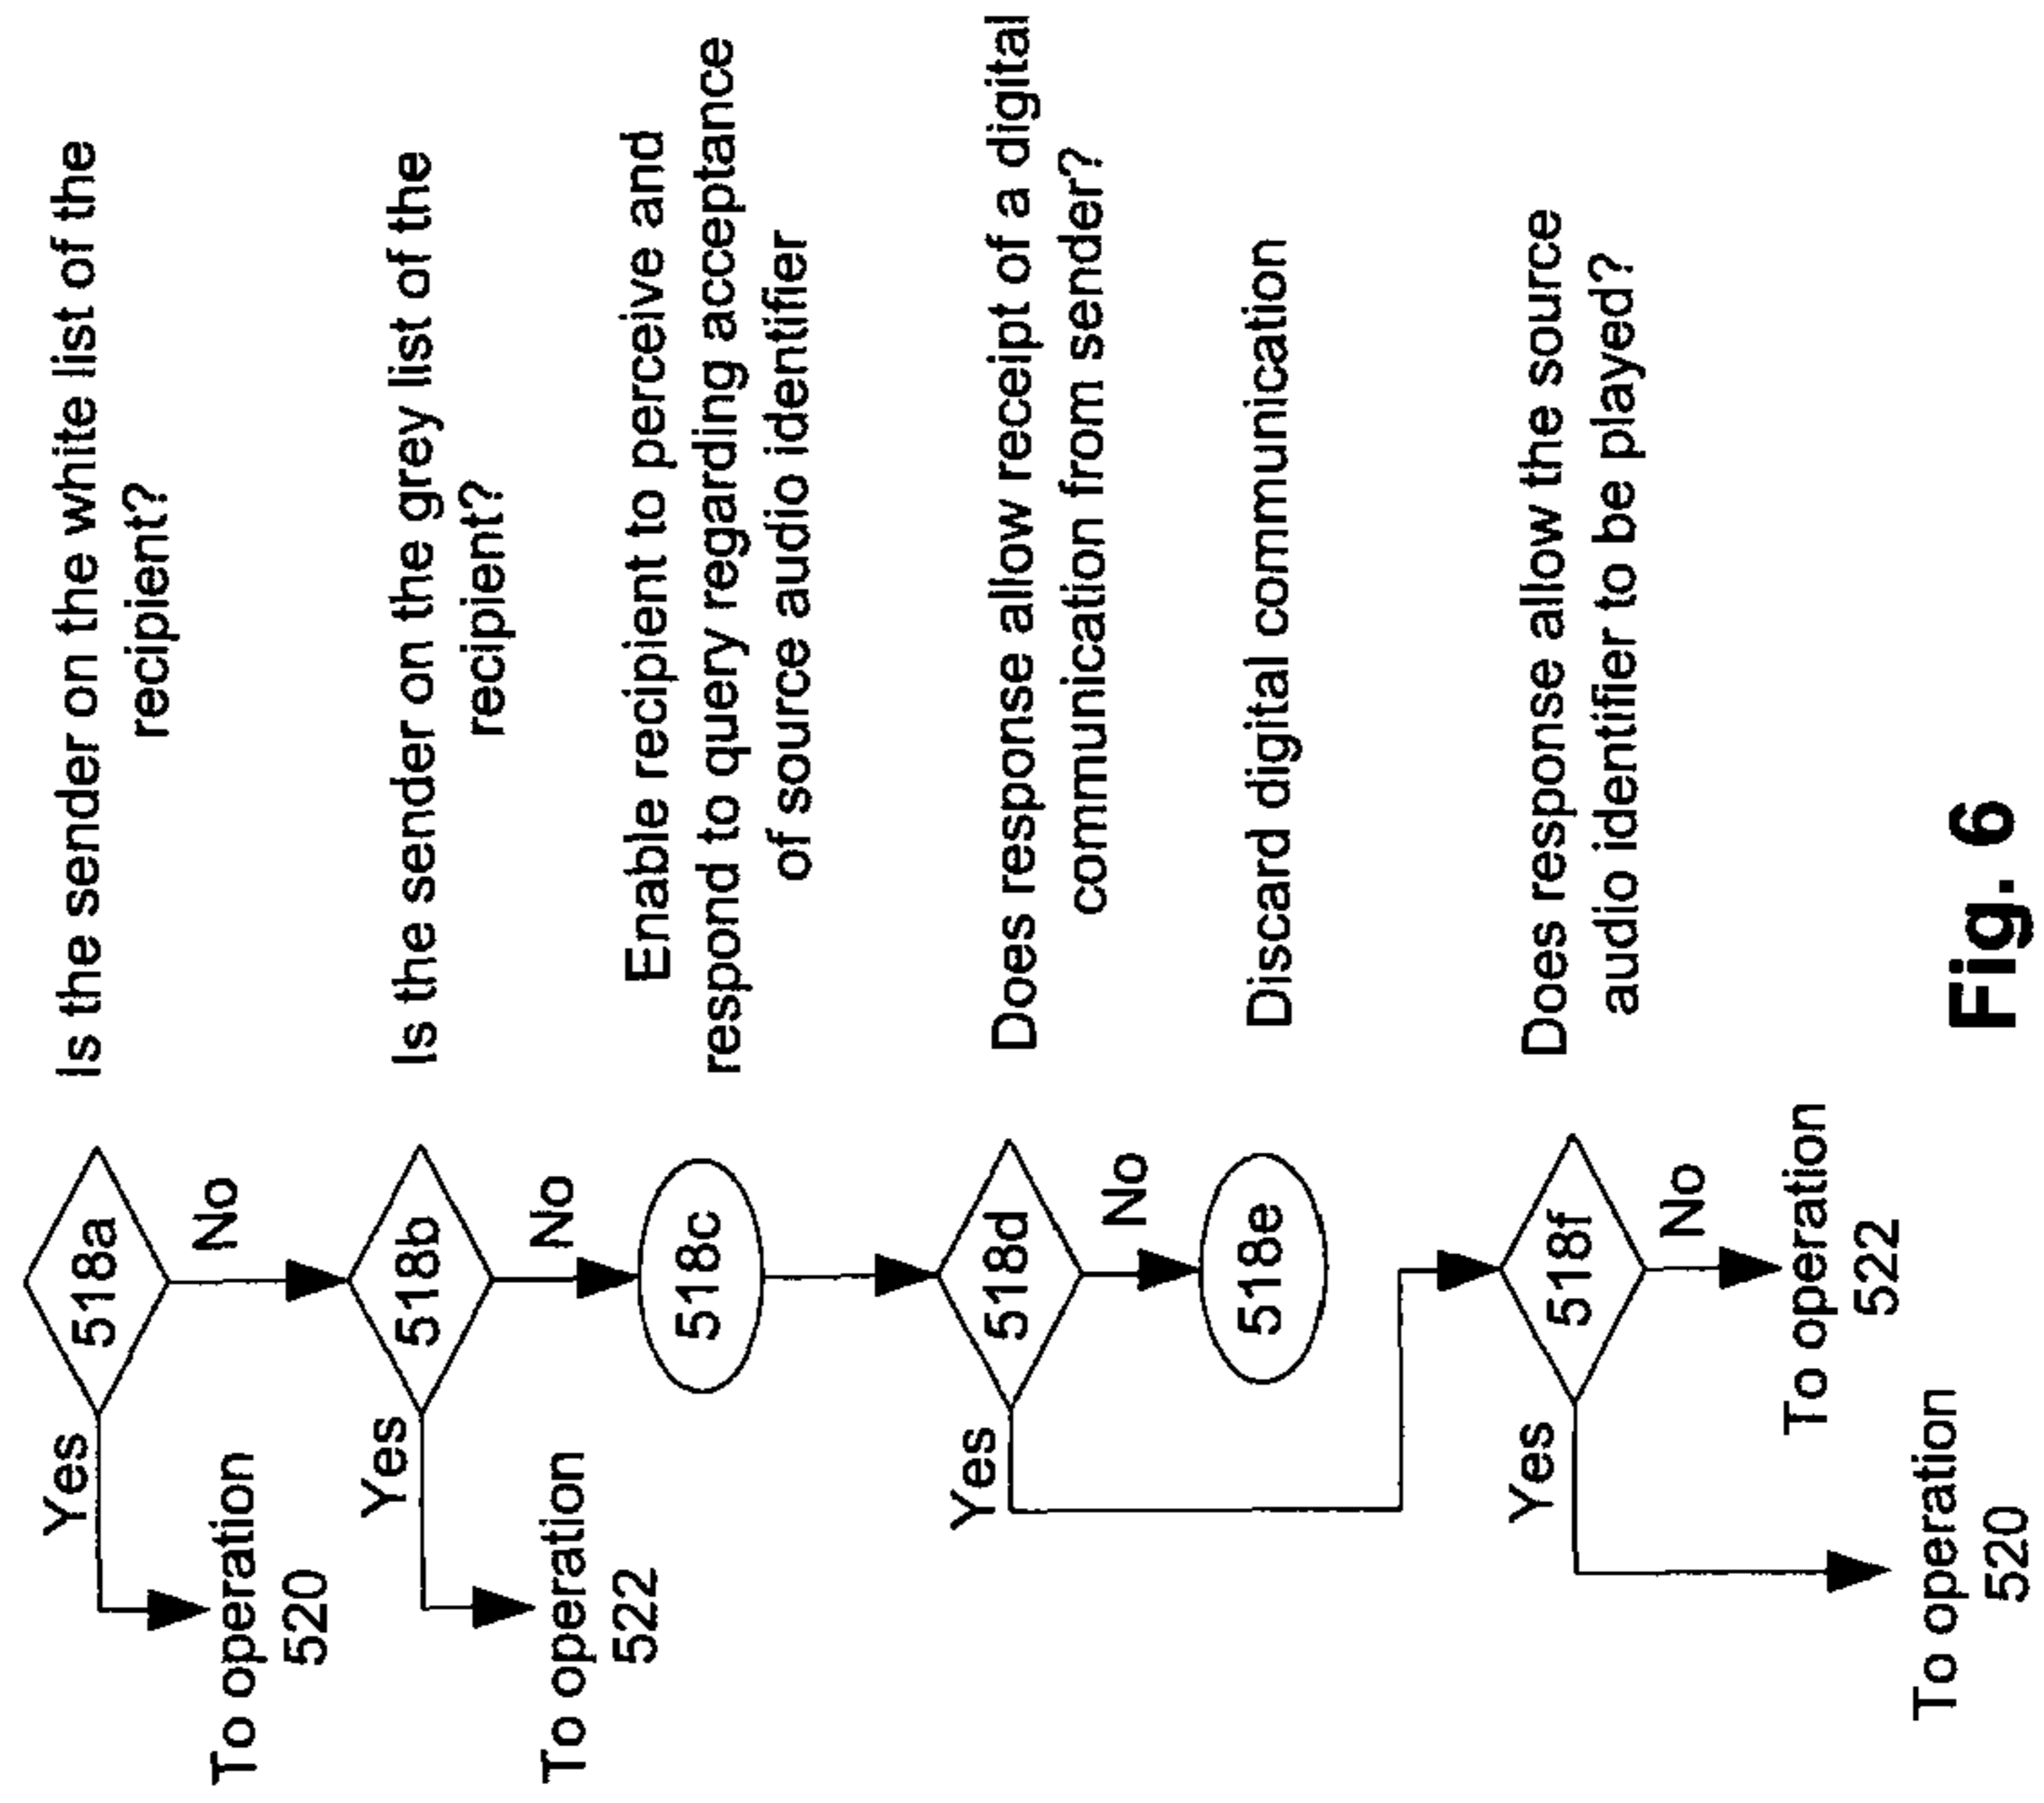 518a
Yes
No
To operation
520
Is the sender on the white list of the
recipient?
518b
Yes
No
To operation
522
Is the sender on the grey list of the
recipient?
518c
Enable recipient to perceive and
respond to query regarding acceptance
of source audio identifier
518d
Yes
No
Does response allow receipt of a digital
communication from sender?
518e
Discard digital communication
518f
Yes
No
To operation
522
To operation
520
Does response allow the source
audio identifier to be played?
Fig. 6